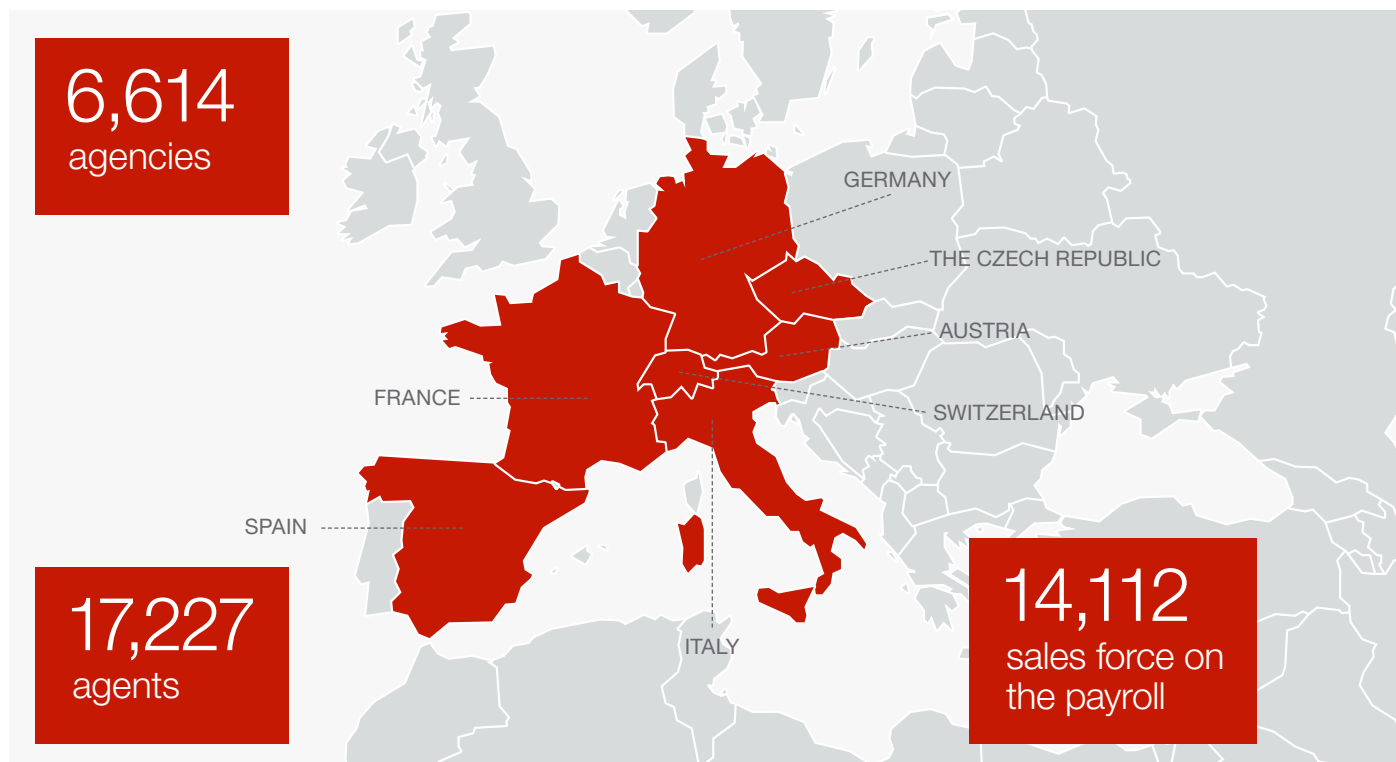 6,614
agencies
GERMANY
THE CZECH REPUBLIC
AUSTRIA
FRANCE
SWITZERLAND
SPAIN
17,227
agents
14,112
sales force on
the payroll
ITALY